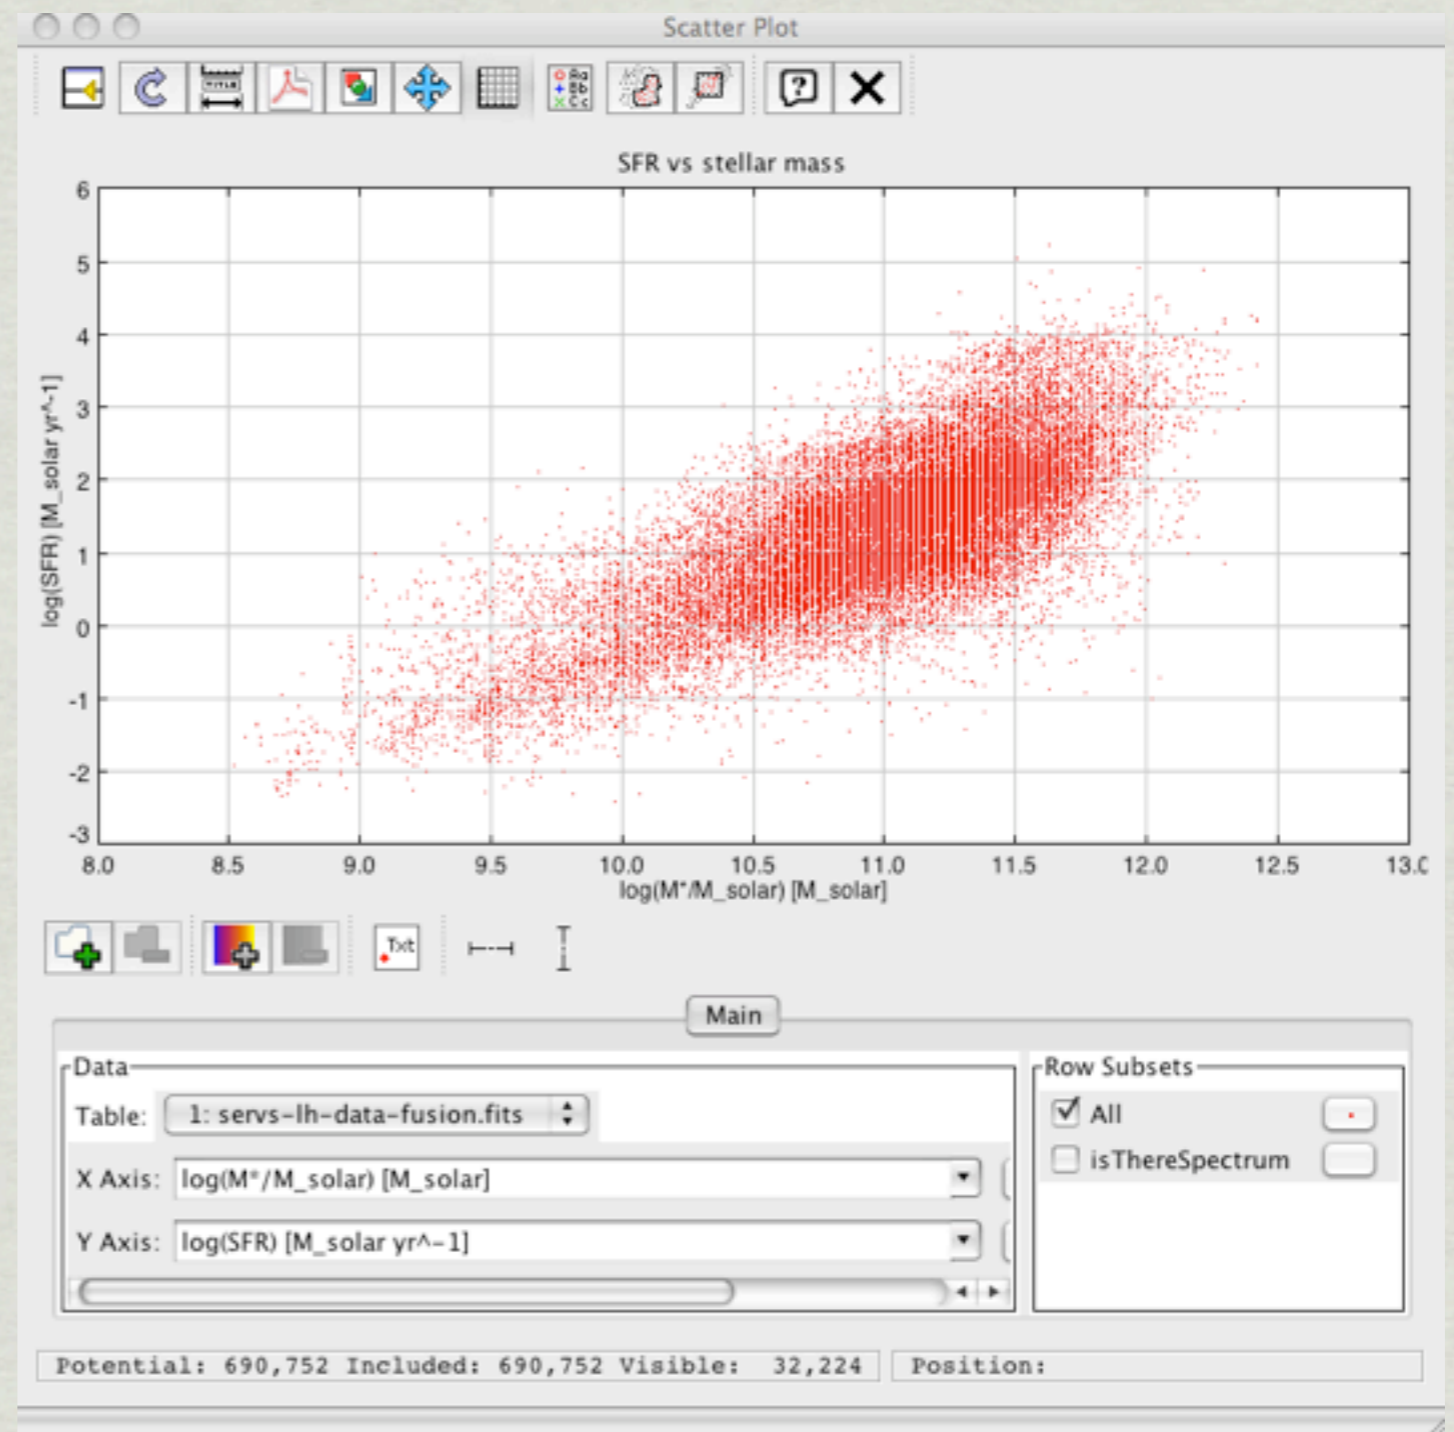 Scatter Plot
TITLE
Aa
Bb
Cc
?
SFR vs stellar mass
6
5
4
3
2
1
0
-1
-2
-3
log(SFR) [M_solar yr^-1]
8.0 8.5 9.0 9.5 10.0 10.5 11.0 11.5 12.0 12.5 13.0
log(M*/M_solar) [M_solar]
Txt
Main
Data
Table: 1: servs-lh-data-fusion.fits
X Axis: log(M*/M_solar) [M_solar]
Y Axis: log(SFR) [M_solar yr^-1]
Row Subsets
All
isThereSpectrum
Potential: 690,752 Included: 690,752 Visible: 32,224
Position: